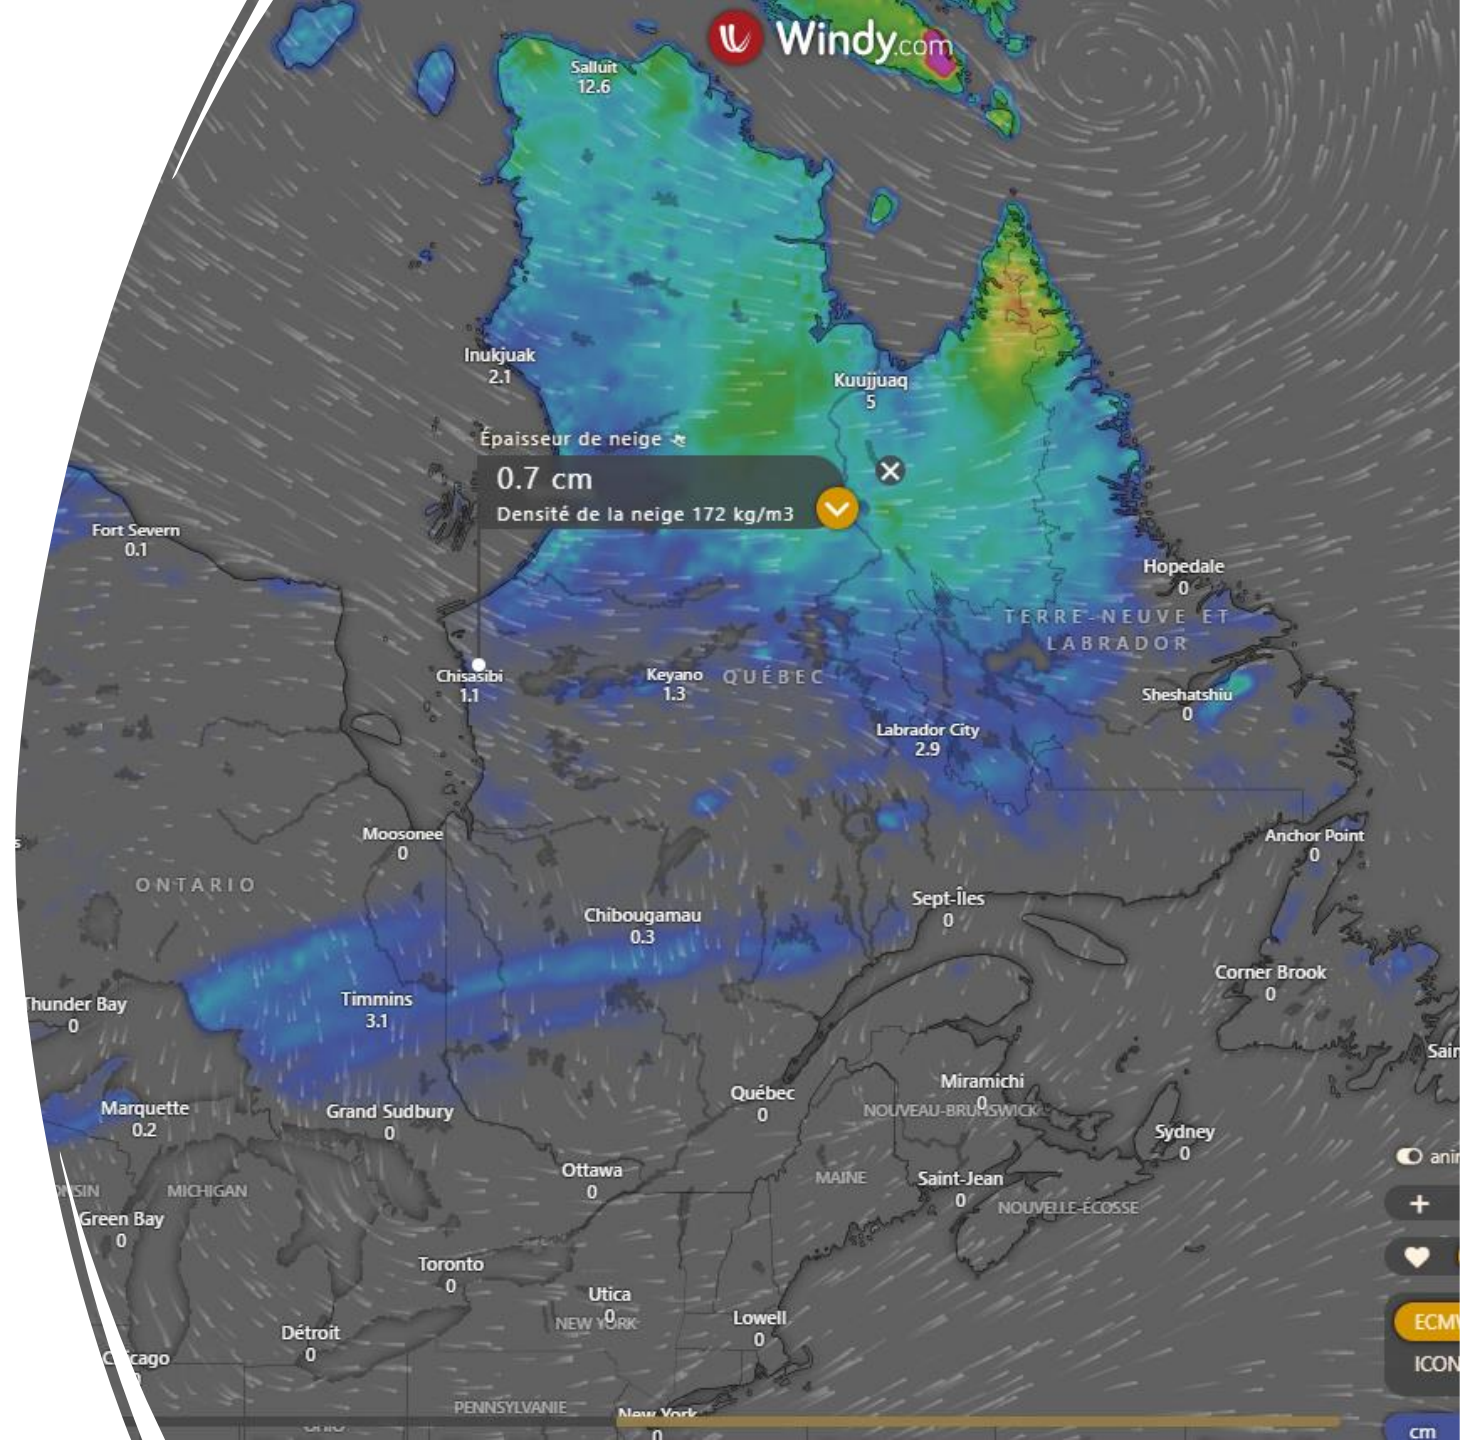 Windy.com
Salluit
12.6
Inukjuak
2.1
Kuujjuaq
5
Épaisseur de neige
0.7 cm
Densité de la neige 172 kg/m3
Fort Severn
0.1
Hopedale
0
TERRE-NEUVE ET
LABRADOR
Chisasibi
1.1
Keyano
1.3
QUÉBEC
Sheshatshiu
0
Labrador City
2.9
Moosonee
0
Anchor Point
0
ONTARIO
Sept-Îles
0
Chibougamau
0.3
Corner Brook
0
Thunder Bay
0
Timmins
3.1
Québec
0
Miramichi
0
NOUVEAU-BRUNSWICK
Marquette
0.2
Grand Sudbury
0
Sydney
0
Ottawa
0
MAINE
Saint-Jean
0
NOUVELLE-ÉCOSSE
MICHIGAN
Green Bay
0
Toronto
0
Utica
0
NEW YORK
Lowell
0
Détroit
0
ICON
PENNSYLVANIE
New York
0
cm